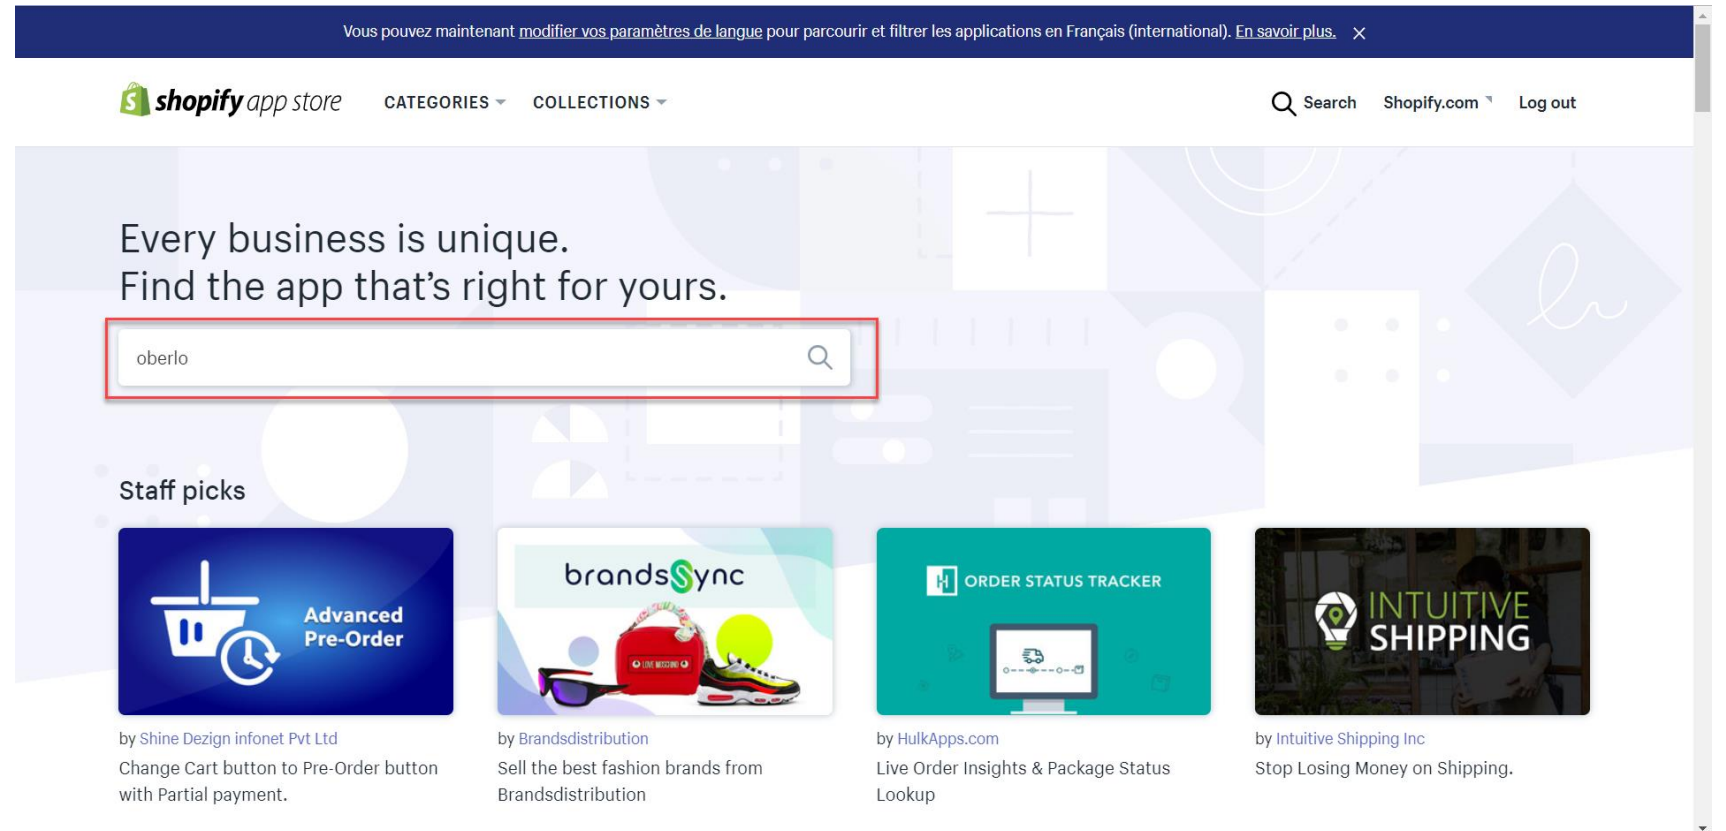 Vous pouvez maintenant modifier vos paramètres de langue pour parcourir et filtrer les applications en Français (international). En savoir plus.
shopify app store CATEGORIES COLLECTIONS Search Shopify.com Log out
Every business is unique.
Find the app that's right for yours.
oberlo
Staff picks
Advanced
Pre-Order
brandsSync
LOVE MOSCHINO
ORDER STATUS TRACKER
INTUITIVE
SHIPPING
by Shine Dezign infonet Pvt Ltd
Change Cart button to Pre-Order button
with Partial payment.
by Brandsdistribution
Sell the best fashion brands from
Brandsdistribution
by HulkApps.com
Live Order Insights & Package Status
Lookup
by Intuitive Shipping Inc
Stop Losing Money on Shipping.